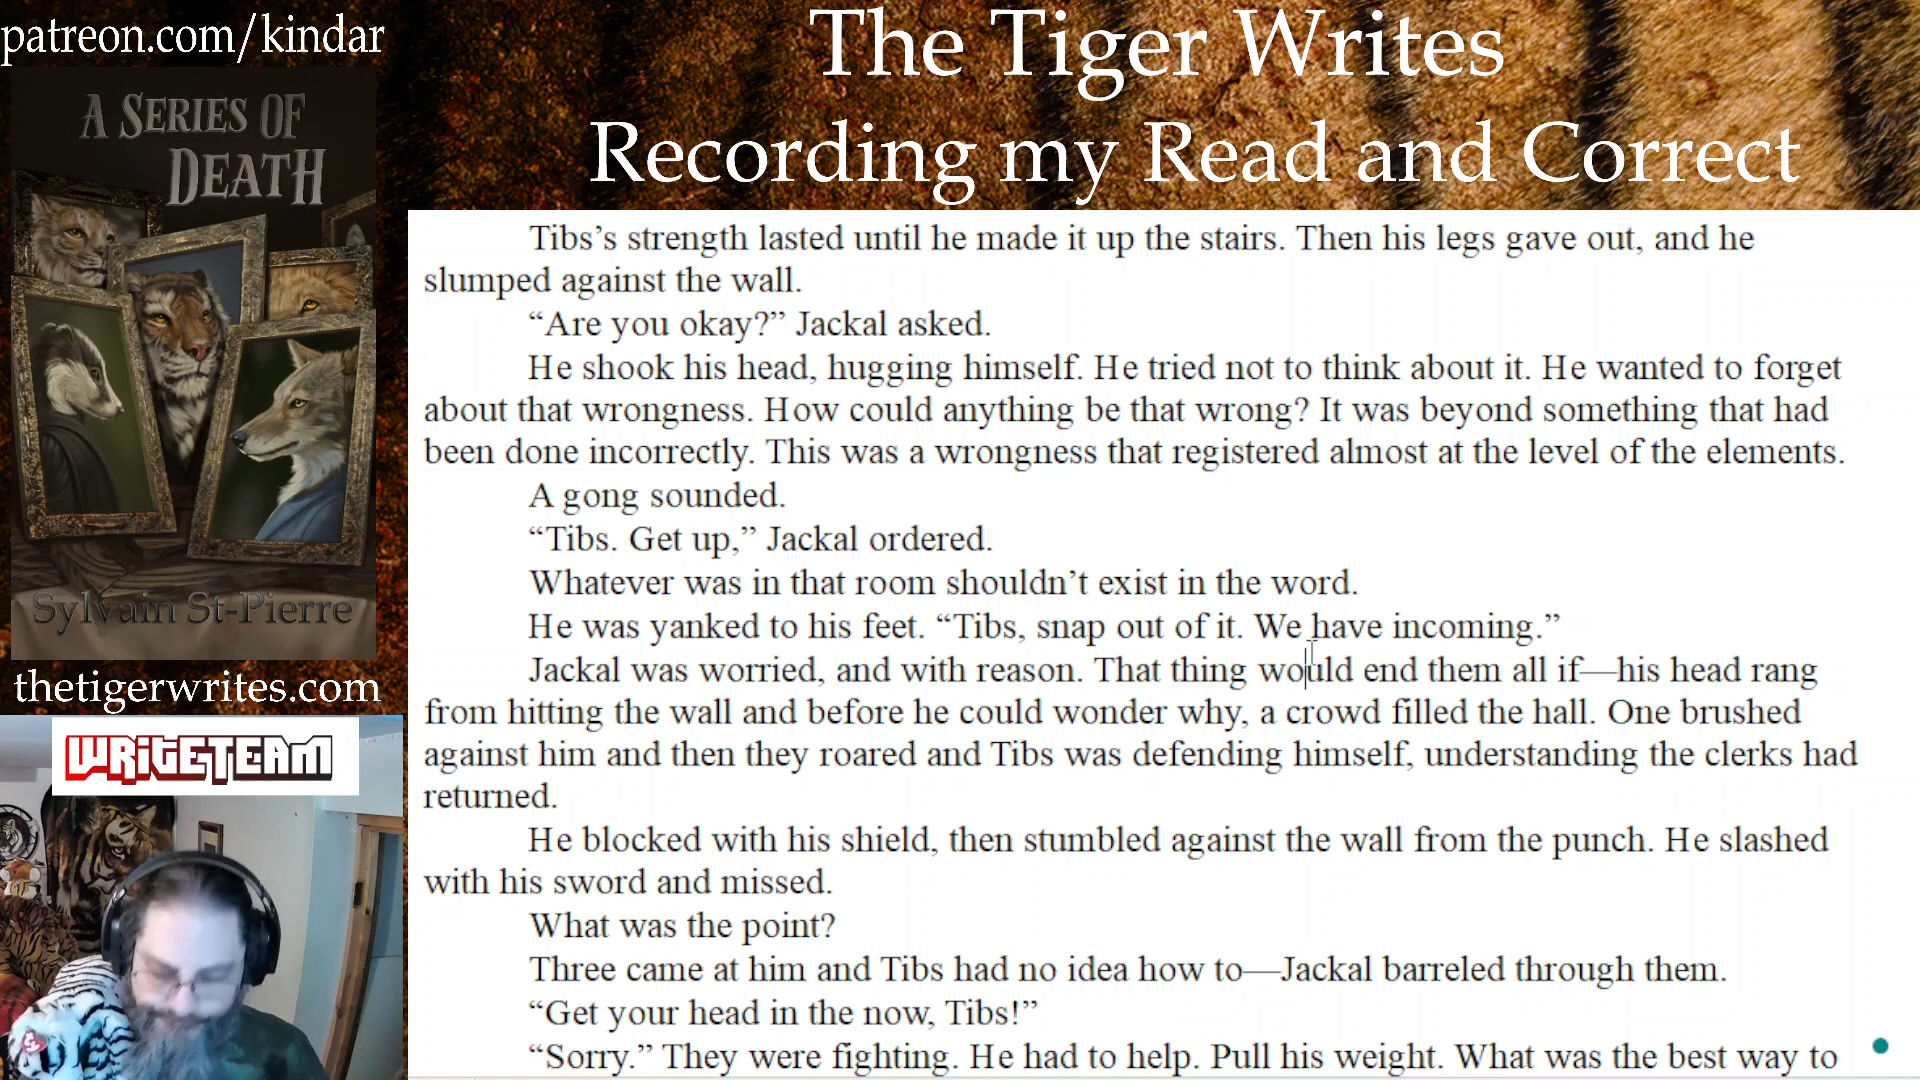 patreon.com/kindar
The Tiger Writes
Recording my Read and Correct
A SERIES OF
DEATH
Sylvain St-Pierre
thetigerwrites.com
WRiTETEAM
Tibs’s strength lasted until he made it up the stairs. Then his legs gave out, and he
slumped against the wall.
“Are you okay?” Jackal asked.
He shook his head, hugging himself. He tried not to think about it. He wanted to forget
about that wrongness. How could anything be that wrong? It was beyond something that had
been done incorrectly. This was a wrongness that registered almost at the level of the elements.
A gong sounded.
“Tibs. Get up,” Jackal ordered.
Whatever was in that room shouldn’t exist in the word.
He was yanked to his feet. “Tibs, snap out of it. We have incoming.”
Jackal was worried, and with reason. That thing would end them all if—his head rang
from hitting the wall and before he could wonder why, a crowd filled the hall. One brushed
against him and then they roared and Tibs was defending himself, understanding the clerks had
returned.
He blocked with his shield, then stumbled against the wall from the punch. He slashed
with his sword and missed.
What was the point?
Three came at him and Tibs had no idea how to—Jackal barreled through them.
“Get your head in the now, Tibs!”
“Sorry.” They were fighting. He had to help. Pull his weight. What was the best way to